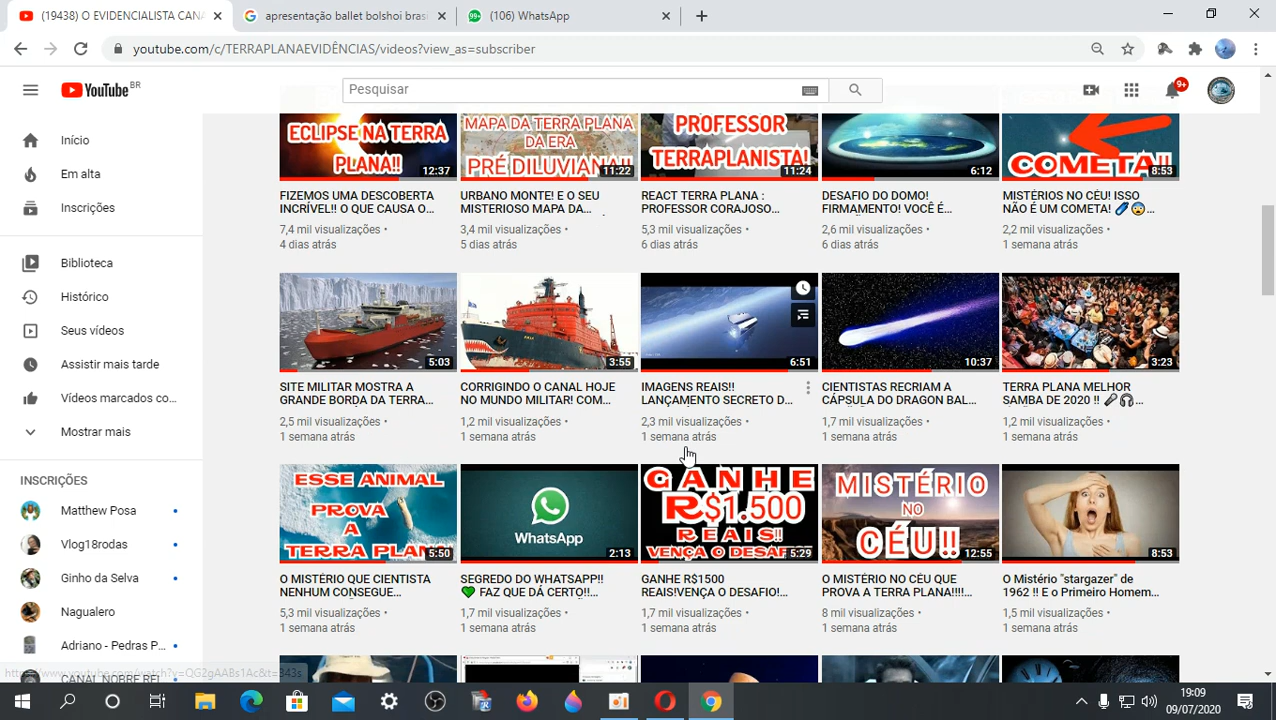 (19438) O EVIDENCIALISTA CANA
apresentação ballet bolshoi brasi
99+
(106) WhatsApp
youtube.com/c/TERRAPLANAEVIDÊNCIAS/videos?view_as=subscriber
YouTube BR
Pesquisar
9+
Início
Em alta
Inscrições
Biblioteca
Histórico
Seus vídeos
Assistir mais tarde
Vídeos marcados co...
Mostrar mais
INSCRIÇÕES
Matthew Posa
Vlog18rodas
Ginho da Silva
Nagualero
Adriano - Pedras P...
CANAL NOBRE REI
ECLIPSE NA TERRA
PLANA!!
12:37
MAPA DA TERRA PLANA
DA ERA
PRÉ DILUVIANA!!
11:22
PROFESSOR
TERRAPLANISTA!
11:24
6:12
COMETA!!
8:53
FIZEMOS UMA DESCOBERTA
INCRÍVEL!! O QUE CAUSA O...
7,4 mil visualizações •
4 dias atrás
URBANO MONTE! E O SEU
MISTERIOSO MAPA DA...
3,4 mil visualizações •
5 dias atrás
REACT TERRA PLANA :
PROFESSOR CORAJOSO...
5,3 mil visualizações •
6 dias atrás
DESAFIO DO DOMO!
FIRMAMENTO! VOCÊ É...
2,6 mil visualizações •
6 dias atrás
MISTÉRIOS NO CÉU! ISSO
NÃO É UM COMETA! ☄😨...
2,2 mil visualizações •
1 semana atrás
5:03
3:55
6:51
10:37
3:23
SITE MILITAR MOSTRA A
GRANDE BORDA DA TERRA...
2,5 mil visualizações •
1 semana atrás
CORRIGINDO O CANAL HOJE
NO MUNDO MILITAR! COM...
1,2 mil visualizações •
1 semana atrás
IMAGENS REAIS!!
LANÇAMENTO SECRETO D...
2,3 mil visualizações •
1 semana atrás
CIENTISTAS RECRIAM A
CÁPSULA DO DRAGON BAL...
1,7 mil visualizações •
1 semana atrás
TERRA PLANA MELHOR
SAMBA DE 2020 !! 🎤🎧...
1,2 mil visualizações •
1 semana atrás
ESSE ANIMAL
PROVA
A
TERRA PLAN
5:50
WhatsApp
2:13
GANHE
R$1.500
REAIS!!
VENÇA O DESAF
5:29
MISTÉRIO
NO
CÉU!!
12:55
8:53
O MISTÉRIO QUE CIENTISTA
NENHUM CONSEGUE...
5,3 mil visualizações •
1 semana atrás
SEGREDO DO WHATSAPP!!
💚 FAZ QUE DÁ CERTO!!...
1,7 mil visualizações •
1 semana atrás
GANHE R$1500
REAIS!VENÇA O DESAFIO!...
1,7 mil visualizações •
1 semana atrás
O MISTÉRIO NO CÉU QUE
PROVA A TERRA PLANA!!!!...
8 mil visualizações •
1 semana atrás
O Mistério "stargazer" de
1962 !! E o Primeiro Homem...
1,5 mil visualizações •
1 semana atrás
19:09
09/07/2020